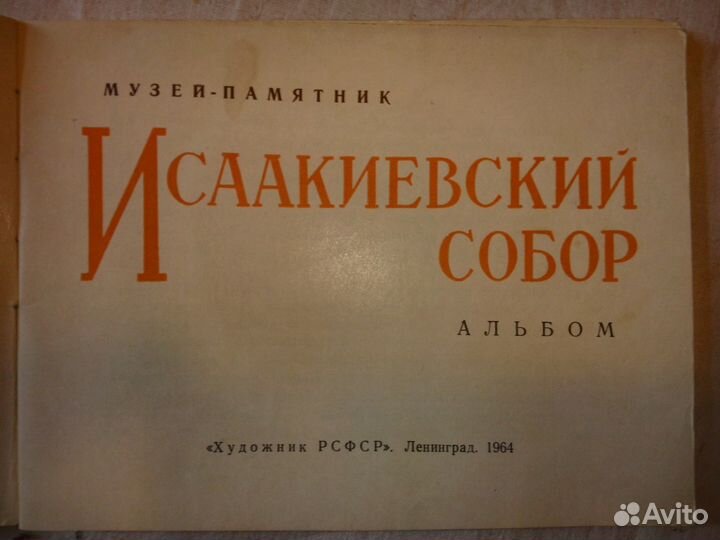 МУЗЕЙ-ПАМЯТНИК
ИСААКИЕВСКИЙ
СОБОР
АЛЬБОМ
«Художник РСФСР». Ленинград. 1964
Avito